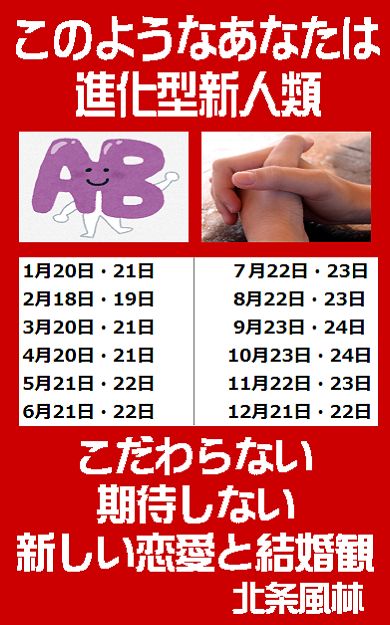 このようなあなたは
進化型新人類
AB
1月20日・21日 7月22日・23日
2月18日・19日 8月22日・23日
3月20日・21日 9月23日・24日
4月20日・21日 10月23日・24日
5月21日・22日 11月22日・23日
6月21日・22日 12月21日・22日
こだわらない
期待しない
新しい恋愛と結婚観
北条風林